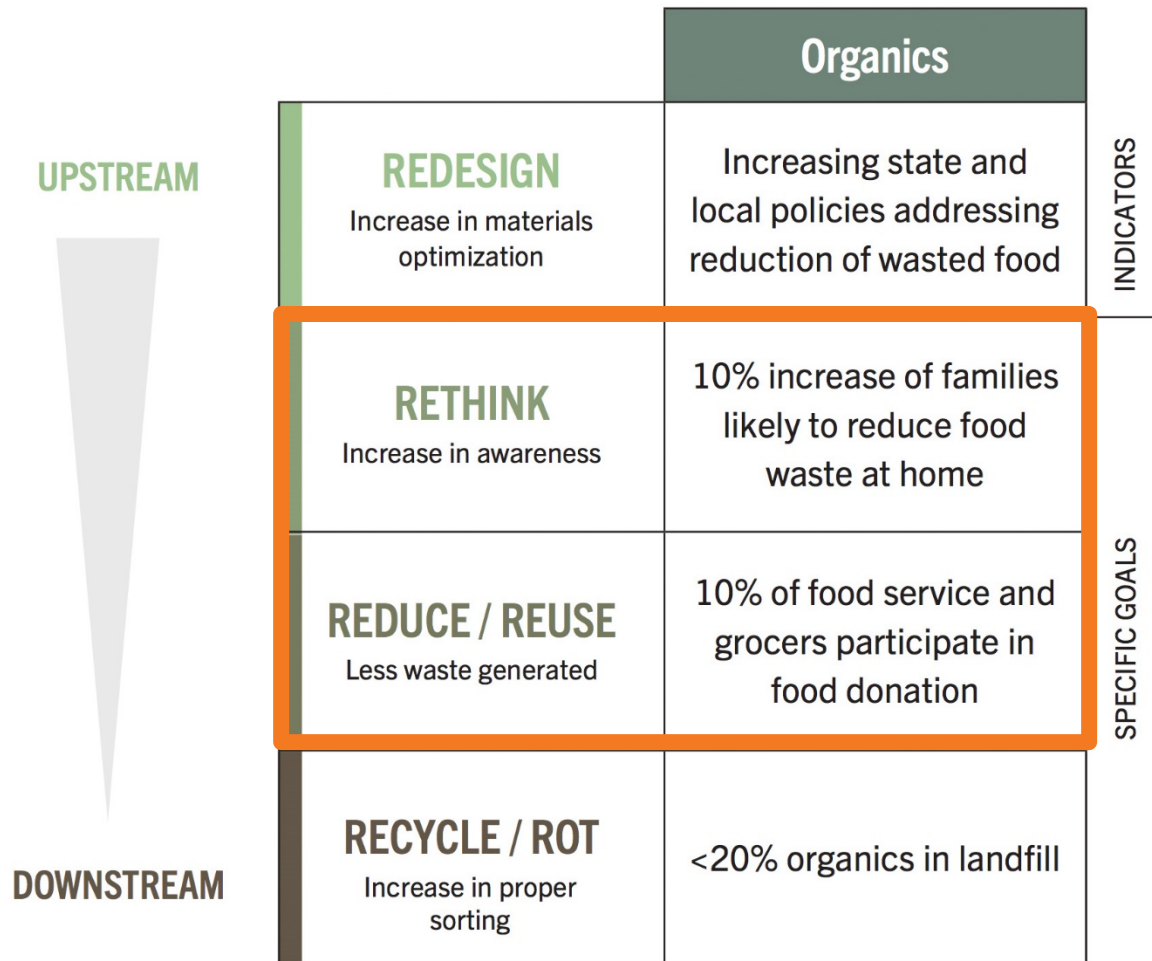 Organics
UPSTREAM
REDESIGN
Increase in materials
optimization
Increasing state and
local policies addressing
reduction of wasted food
INDICATORS
RETHINK
Increase in awareness
10% increase of families
likely to reduce food
waste at home
REDUCE / REUSE
Less waste generated
10% of food service and
grocers participate in
food donation
SPECIFIC GOALS
DOWNSTREAM
RECYCLE / ROT
Increase in proper
sorting
<20% organics in landfill